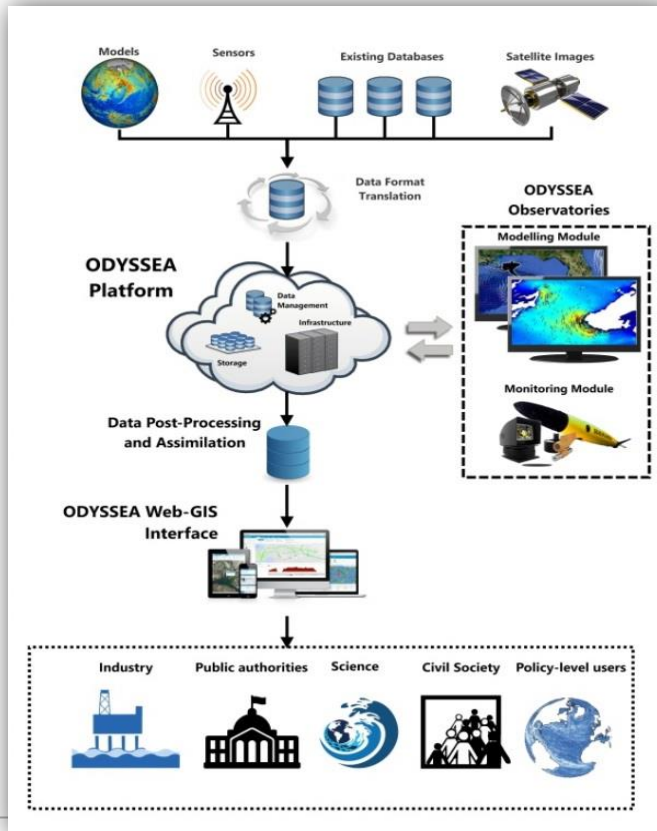 Models
Sensors
Existing Databases
Satellite Images
Data Format
Translation
ODYSSEA
Observatories
Modelling Module
ODYSSEA
Platform
Data
Management
Infrastructure
Storage
Monitoring Module
Data Post-Processing
and Assimilation
ODYSSEA Web-GIS
Interface
Industry
Public authorities
Science
Civil Society
Policy-level users